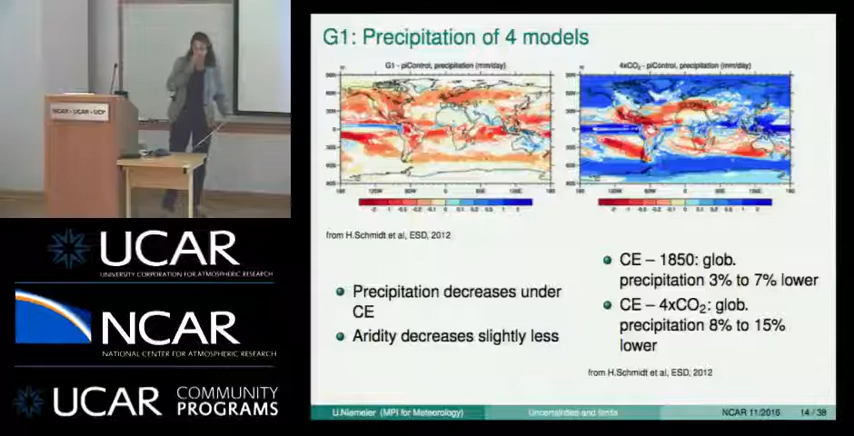 NCAR - UCAR - UCP
UCAR
UNIVERSITY CORPORATION FOR ATMOSPHERIC RESEARCH
NCAR
NATIONAL CENTER FOR ATMOSPHERIC RESEARCH
UCAR COMMUNITY
PROGRAMS
G1: Precipitation of 4 models
G1 - piControl, precipitation (mm/day)
4xCO₂ - piControl, precipitation (mm/day)
from H.Schmidt et al, ESD, 2012
Precipitation decreases under
CE
Aridity decreases slightly less
CE – 1850: glob.
precipitation 3% to 7% lower
CE – 4xCO₂: glob.
precipitation 8% to 15%
lower
from H.Schmidt et al, ESD, 2012
U.Niemeier (MPI for Meteorology)
Uncertainties and limits
NCAR 11/2016
14 / 38